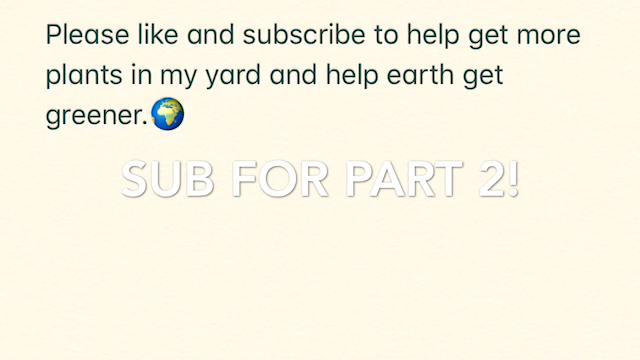 Please like and subscribe to help get more
plants in my yard and help earth get
greener.🌍
SUB FOR PART 2!